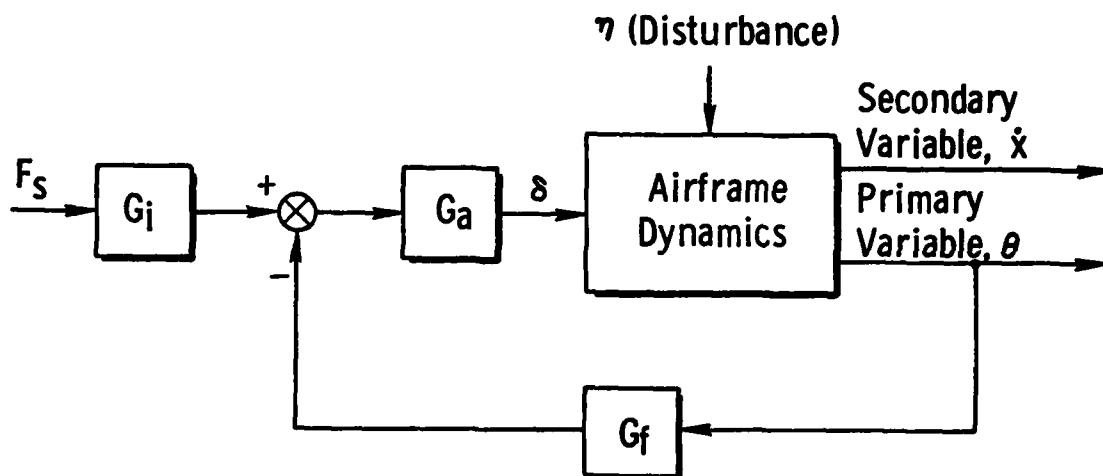 η (Disturbance)
Secondary
Variable, ẋ
Fs
Gi
+
Ga
δ
Airframe
Dynamics
Primary
Variable, θ
−
Gf